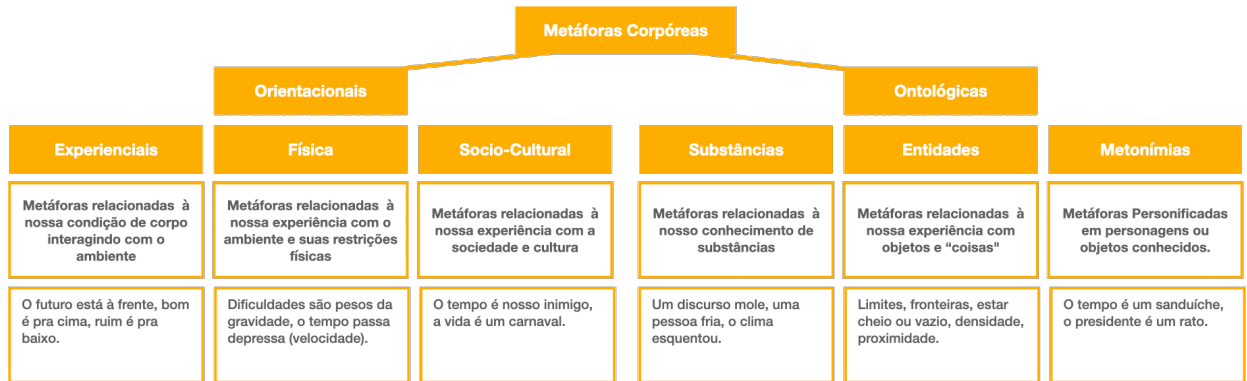 Metáforas Corpóreas
Orientacionais
Ontológicas
Experienciais
Física
Socio-Cultural
Substâncias
Entidades
Metonímias
Metáforas relacionadas à
nossa condição de corpo
interagindo com o
ambiente
Metáforas relacionadas à
nossa experiência com o
ambiente e suas restrições
físicas
Metáforas relacionadas à
nossa experiência com a
sociedade e cultura
Metáforas relacionadas à
nosso conhecimento de
substâncias
Metáforas relacionadas à
nossa experiência com
objetos e “coisas"
Metáforas Personificadas
em personagens ou
objetos conhecidos.
O futuro está à frente, bom
é pra cima, ruim é pra
baixo.
Dificuldades são pesos da
gravidade, o tempo passa
depressa (velocidade).
O tempo é nosso inimigo,
a vida é um carnaval.
Um discurso mole, uma
pessoa fria, o clima
esquentou.
Limites, fronteiras, estar
cheio ou vazio, densidade,
proximidade.
O tempo é um sanduíche,
o presidente é um rato.